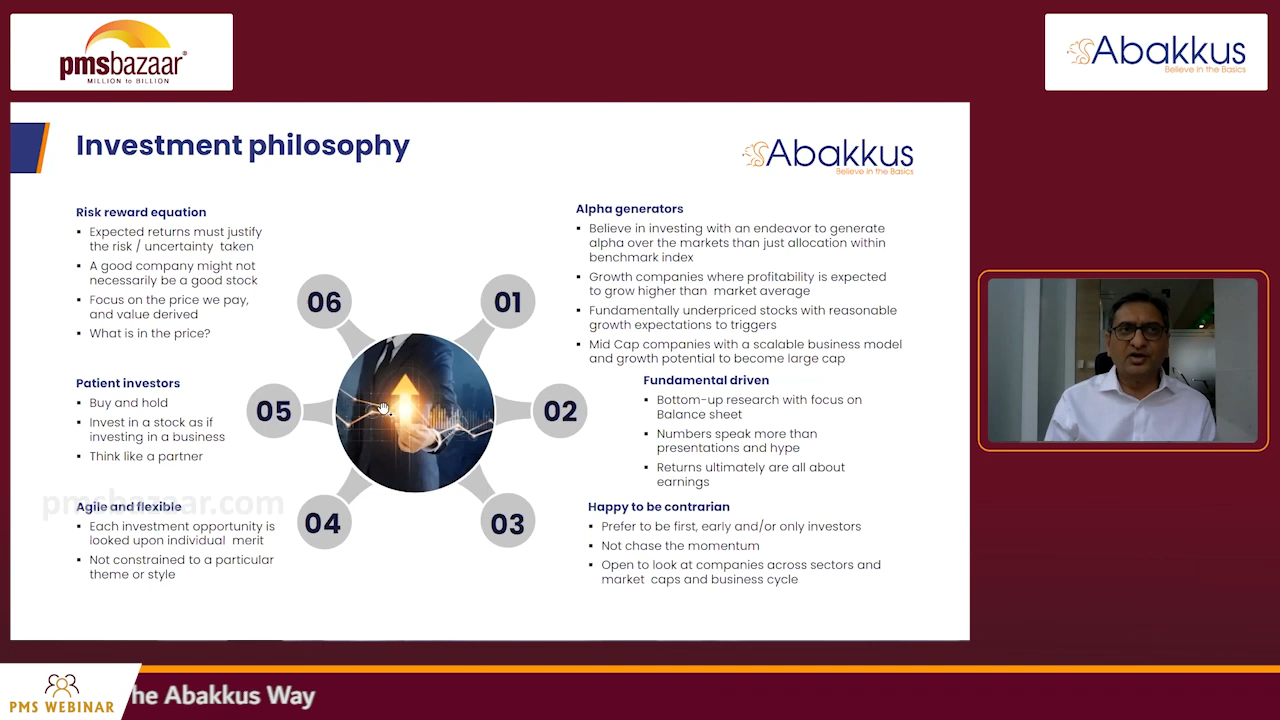 pmsbazaar®
MILLION to BILLION
Abakkus
Believe in the Basics
Investment philosophy
Abakkus
Believe in the Basics
Risk reward equation
▪ Expected returns must justify
the risk / uncertainty taken
▪ A good company might not
necessarily be a good stock
▪ Focus on the price we pay,
and value derived
▪ What is in the price?
Patient investors
▪ Buy and hold
▪ Invest in a stock as if
investing in a business
▪ Think like a partner
pmsbazaar.com
Agile and flexible
▪ Each investment opportunity is
looked upon individual merit
▪ Not constrained to a particular
theme or style
06
01
05
02
04
03
Alpha generators
▪ Believe in investing with an endeavor to generate
alpha over the markets than just allocation within
benchmark index
▪ Growth companies where profitability is expected
to grow higher than market average
▪ Fundamentally underpriced stocks with reasonable
growth expectations to triggers
▪ Mid Cap companies with a scalable business model
and growth potential to become large cap
Fundamental driven
▪ Bottom-up research with focus on
Balance sheet
▪ Numbers speak more than
presentations and hype
▪ Returns ultimately are all about
earnings
Happy to be contrarian
▪ Prefer to be first, early and/or only investors
▪ Not chase the momentum
▪ Open to look at companies across sectors and
market caps and business cycle
PMS WEBINAR
he Abakkus Way